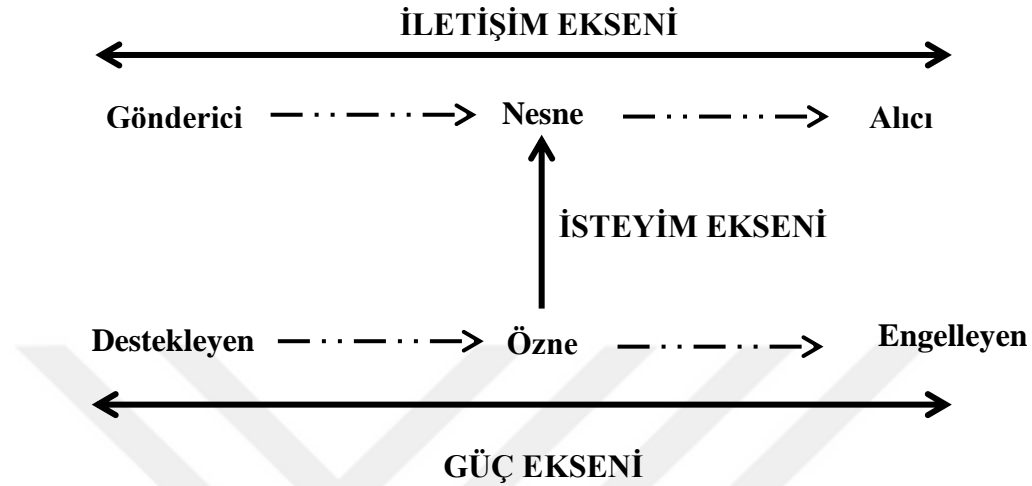 İLETİŞİM EKSENİ
Gönderici Nesne Alıcı
İSTEYİM EKSENİ
Destekleyen Özne Engelleyen
GÜÇ EKSENİ